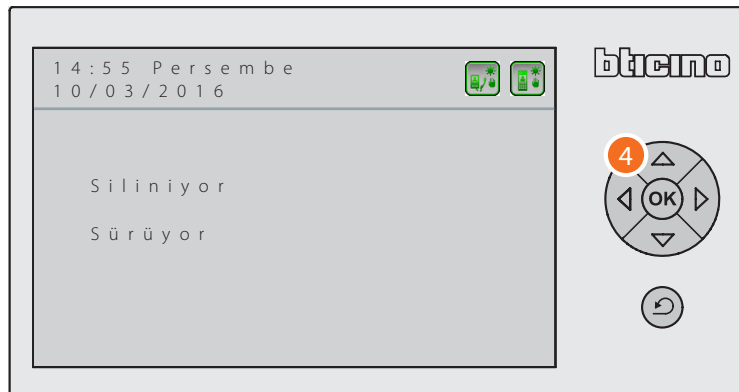 14:55 Persembe
10/03/2016
bticino
Siliniyor
Sürüyor
4
OK